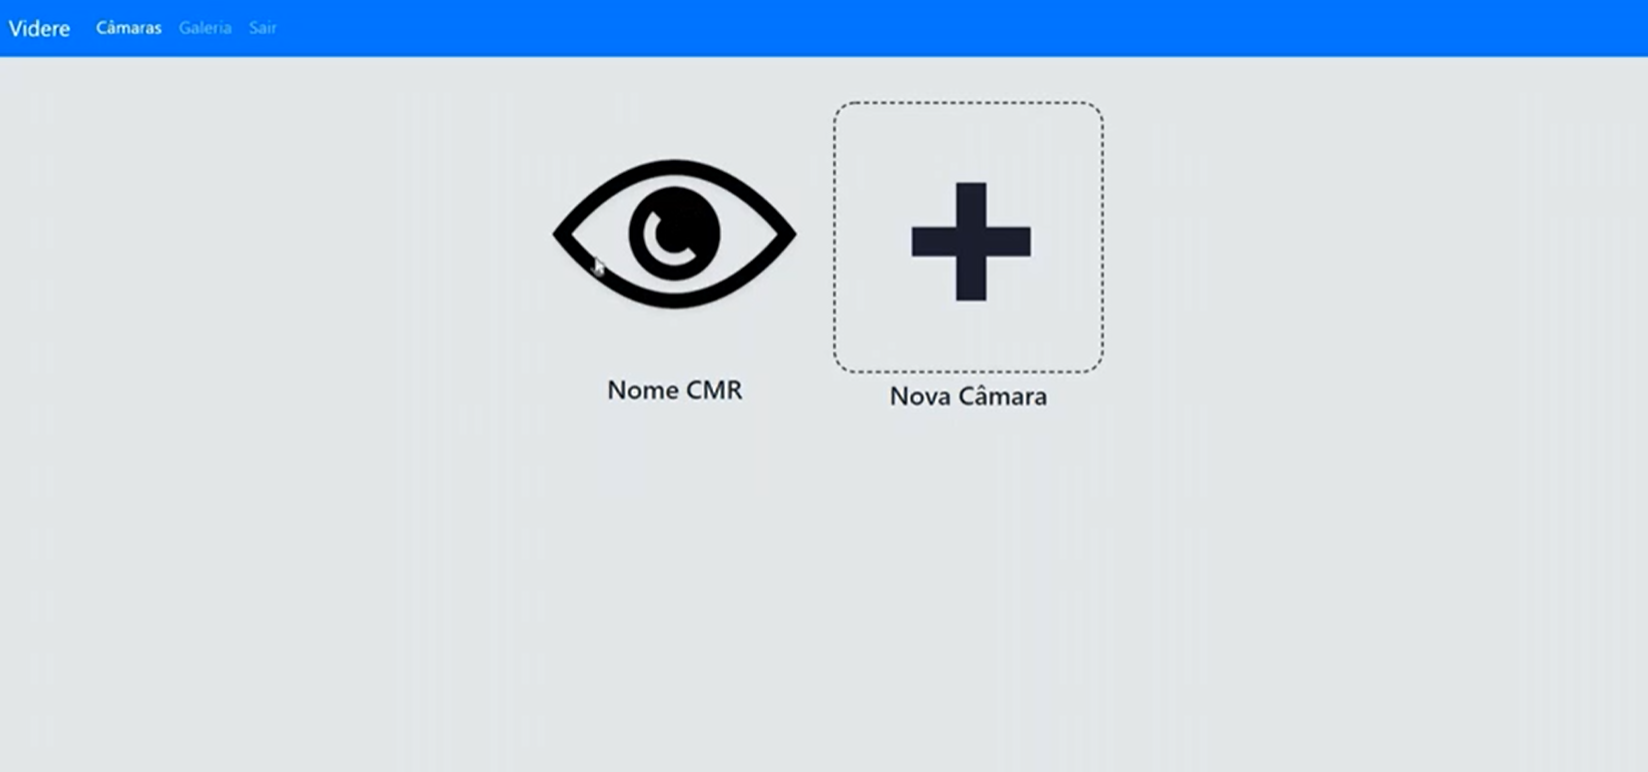 Videre Câmaras Galeria Sair
Nome CMR
Nova Câmara